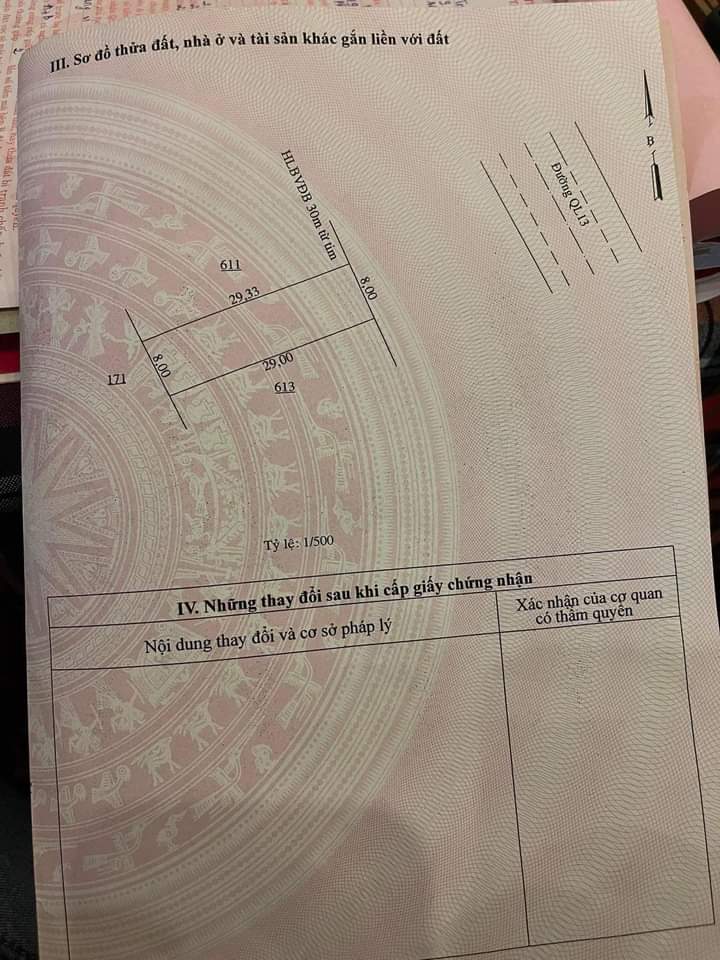 III. Sơ đồ thửa đất, nhà ở và tài sản khác gắn liền với đất
B
Đường QL13
HLBVĐB 30m từ tim
611
29,33
8,00
171
8,00
29,00
613
Tỷ lệ: 1/500
IV. Những thay đổi sau khi cấp giấy chứng nhận
Nội dung thay đổi và cơ sở pháp lý
Xác nhận của cơ quan
có thẩm quyền